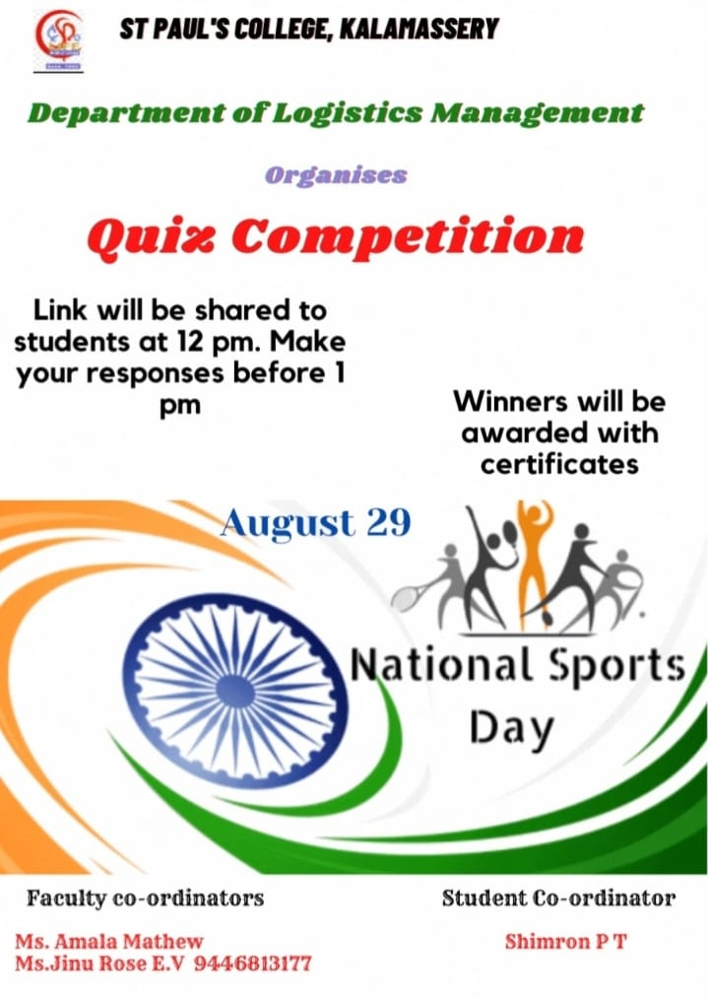 ST PAUL'S COLLEGE, KALAMASSERY
Department of Logistics Management
Organises
Quiz Competition
Link will be shared to
students at 12 pm. Make
your responses before 1
pm
Winners will be
awarded with
certificates
August 29
National Sports
Day
Faculty co-ordinators
Ms. Amala Mathew
Ms.Jinu Rose E.V 9446813177
Student Co-ordinator
Shimron P T